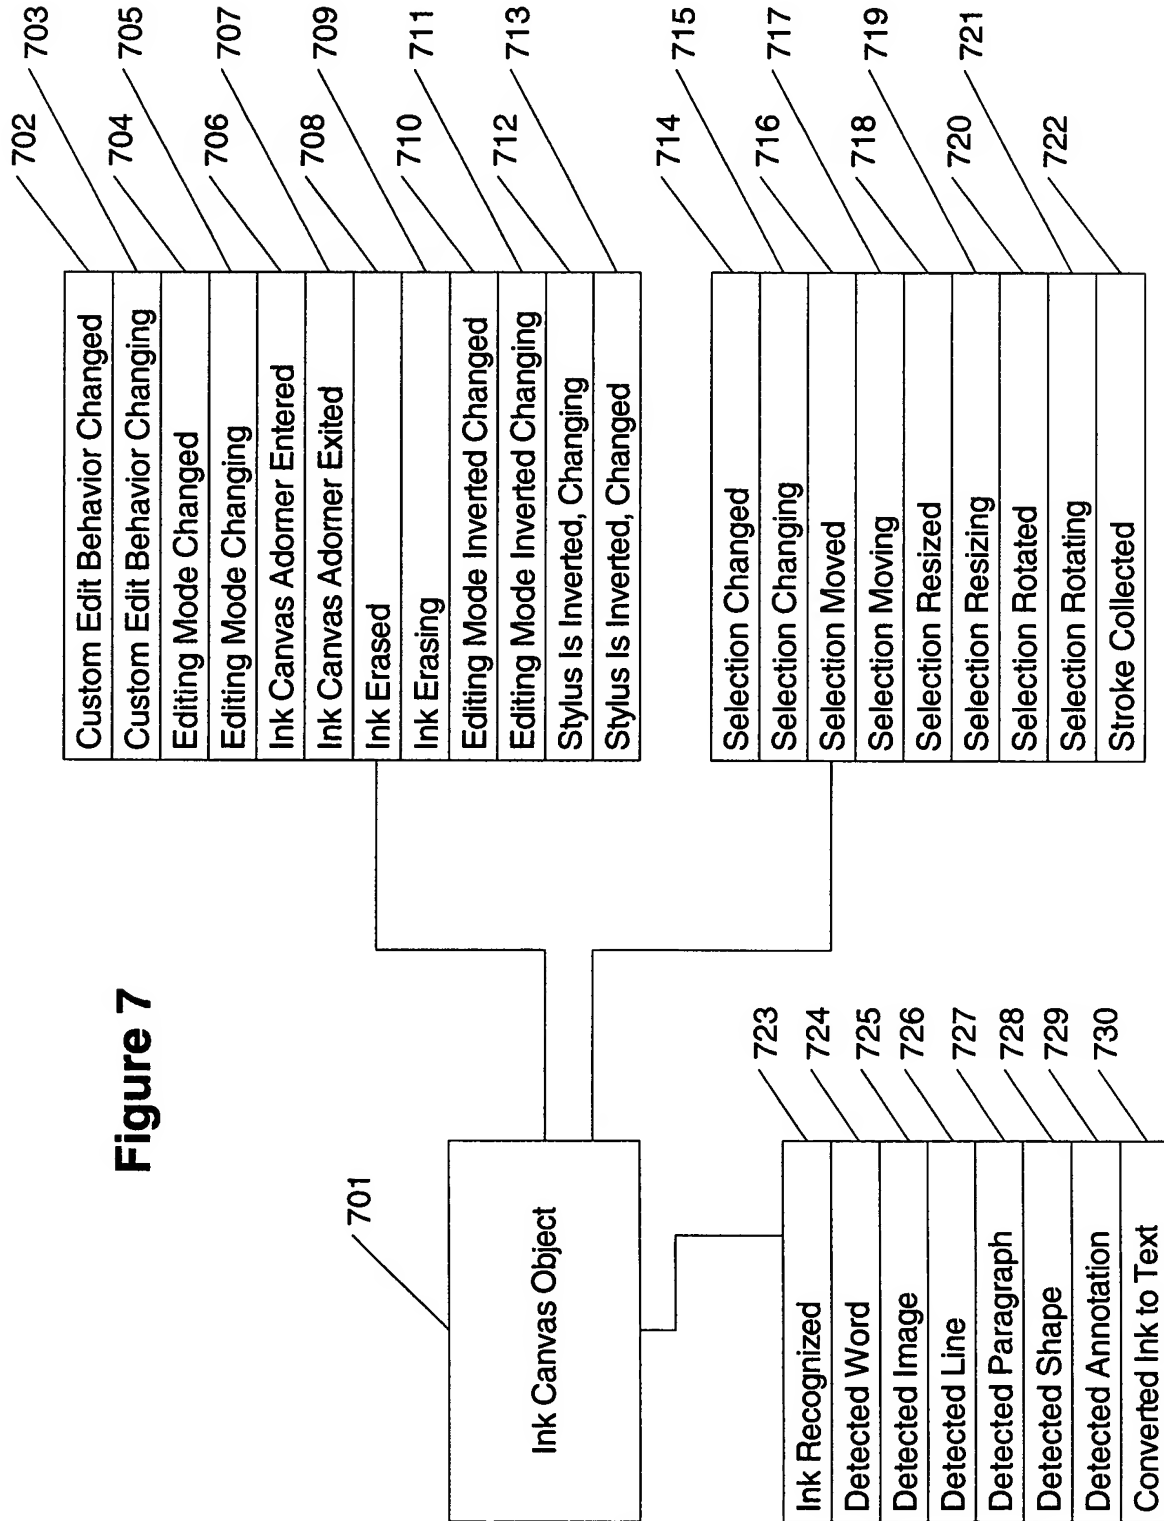 Figure 7
701
Ink Canvas Object
Custom Edit Behavior Changed
Custom Edit Behavior Changing
Editing Mode Changed
Editing Mode Changing
Ink Canvas Adorner Entered
Ink Canvas Adorner Exited
Ink Erased
Ink Erasing
Editing Mode Inverted Changed
Editing Mode Inverted Changing
Stylus Is Inverted, Changing
Stylus Is Inverted, Changed
702
703
704
705
706
707
708
709
710
711
712
713
Selection Changed
Selection Changing
Selection Moved
Selection Moving
Selection Resized
Selection Resizing
Selection Rotated
Selection Rotating
Stroke Collected
714
715
716
717
718
719
720
721
722
Ink Recognized
Detected Word
Detected Image
Detected Line
Detected Paragraph
Detected Shape
Detected Annotation
Converted Ink to Text
723
724
725
726
727
728
729
730